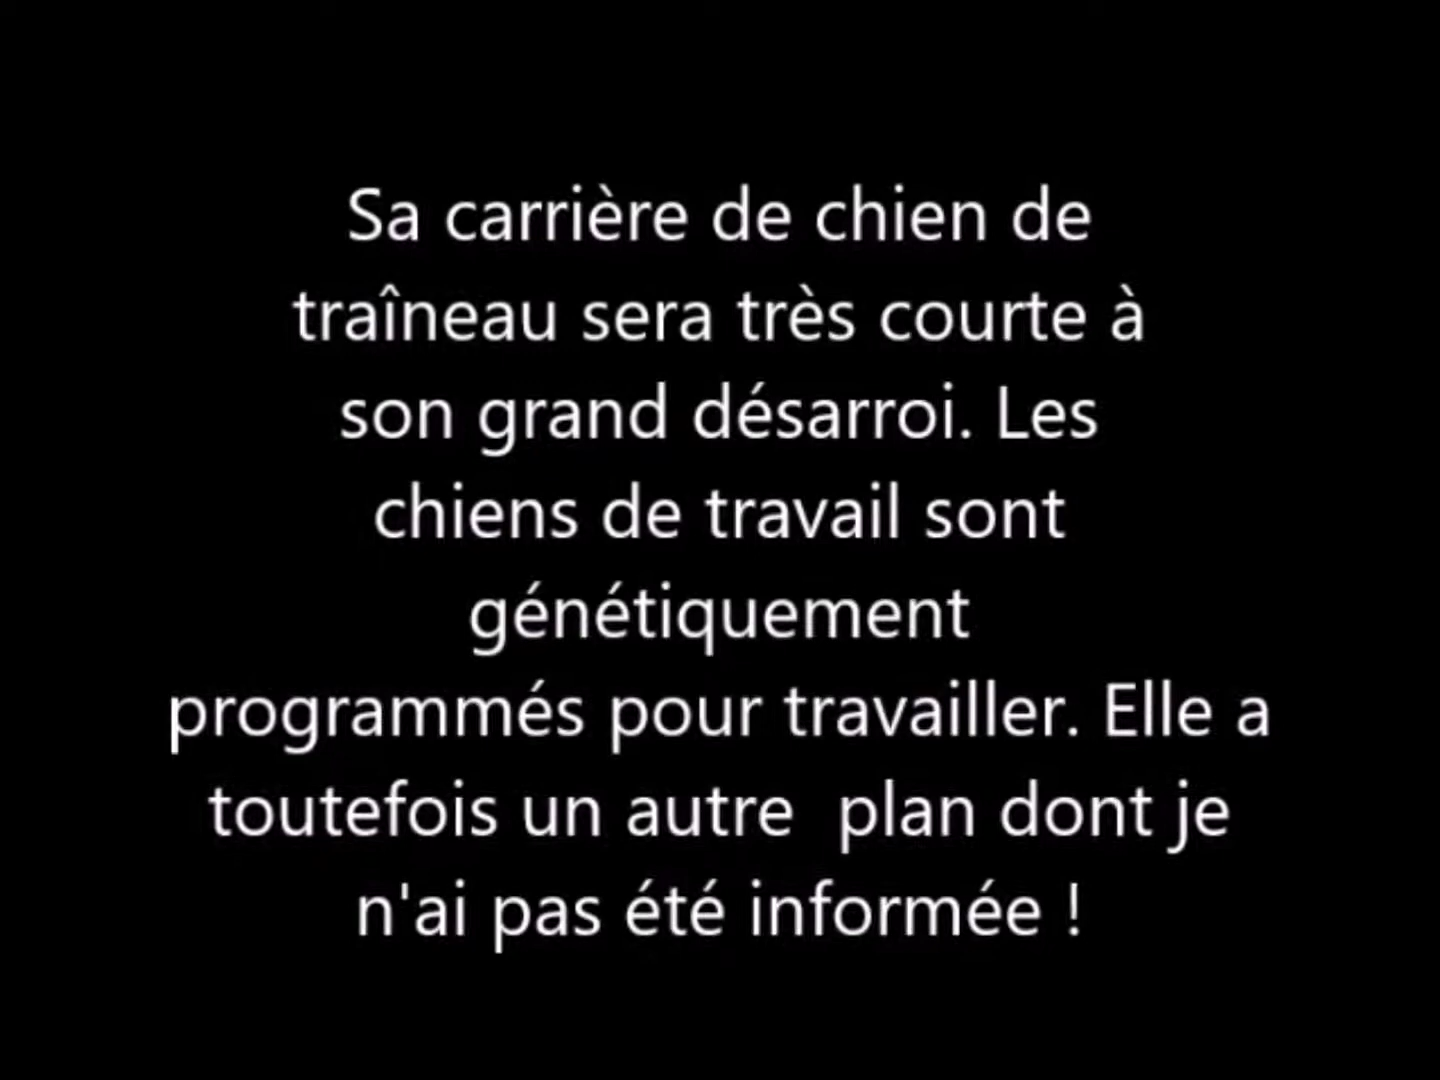 Sa carrière de chien de
traîneau sera très courte à
son grand désarroi. Les
chiens de travail sont
génétiquement
programmés pour travailler. Elle a
toutefois un autre  plan dont je
n'ai pas été informée !